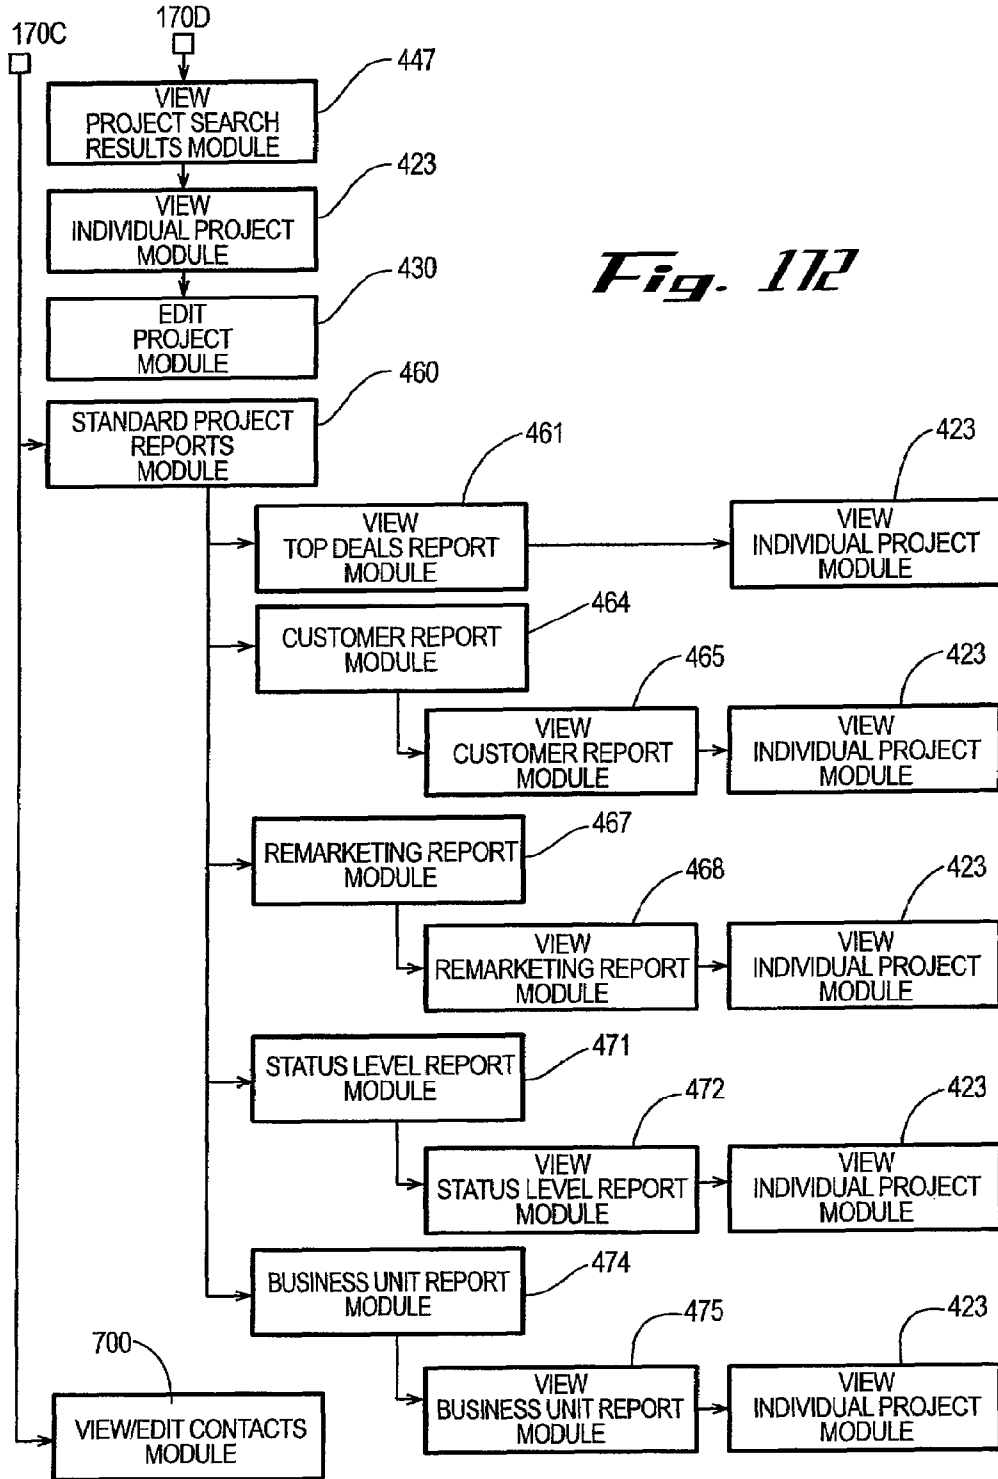 170C
170D
VIEW
PROJECT SEARCH
RESULTS MODULE
447
VIEW
INDIVIDUAL PROJECT
MODULE
423
EDIT
PROJECT
MODULE
430
Fig. 172
STANDARD PROJECT
REPORTS
MODULE
460
VIEW
TOP DEALS REPORT
MODULE
461
VIEW
INDIVIDUAL PROJECT
MODULE
423
CUSTOMER REPORT
MODULE
464
VIEW
CUSTOMER REPORT
MODULE
465
VIEW
INDIVIDUAL PROJECT
MODULE
423
REMARKETING REPORT
MODULE
467
VIEW
REMARKETING REPORT
MODULE
468
VIEW
INDIVIDUAL PROJECT
MODULE
423
STATUS LEVEL REPORT
MODULE
471
VIEW
STATUS LEVEL REPORT
MODULE
472
VIEW
INDIVIDUAL PROJECT
MODULE
423
BUSINESS UNIT REPORT
MODULE
474
VIEW
BUSINESS UNIT REPORT
MODULE
475
VIEW
INDIVIDUAL PROJECT
MODULE
423
700
VIEW/EDIT CONTACTS
MODULE